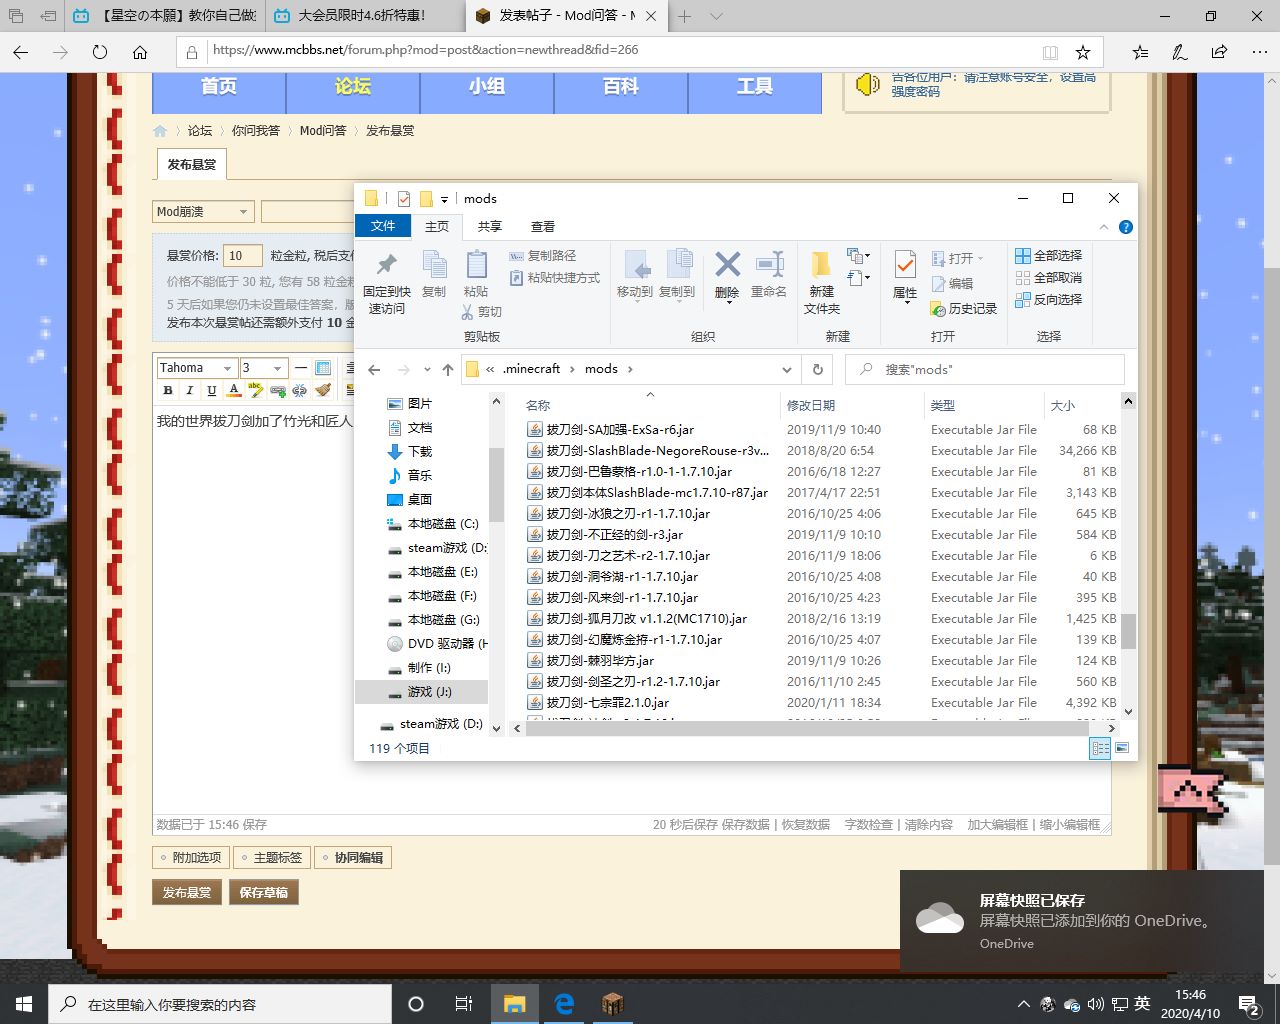 【星空の本願】教你自己做
大会员限时4.6折特惠!
发表帖子 - Mod问答 - M
https://www.mcbbs.net/forum.php?mod=post&action=newthread&fid=266
首页
论坛
小组
百科
工具
告各位用户：请注意账号安全，设置高
强度密码
论坛
你问我答
Mod问答
发布悬赏
发布悬赏
Mod崩溃
悬赏价格:
10
粒金粒, 税后支付
价格不能低于 30 粒, 您有 58 粒金粒
5 天后如果您仍未设置最佳答案，版
发布本次悬赏帖还需额外支付 10 金
Tahoma
3
B I U A
我的世界拔刀剑加了竹光和匠人
mods
文件
主页
共享
查看
固定到快
速访问
复制
粘贴
复制路径
粘贴快捷方式
剪切
剪贴板
移动到
复制到
删除
重命名
组织
新建
文件夹
新建
属性
打开
编辑
历史记录
打开
全部选择
全部取消
反向选择
选择
.minecraft
mods
搜索"mods"
图片
文档
下载
音乐
桌面
本地磁盘 (C:)
steam游戏 (D:
本地磁盘 (E:)
本地磁盘 (F:)
本地磁盘 (G:)
DVD 驱动器 (H
制作 (I:)
游戏 (J:)
steam游戏 (D:)
名称 修改日期 类型 大小
拔刀剑-SA加强-ExSa-r6.jar 2019/11/9 10:40 Executable Jar File 68 KB
拔刀剑-SlashBlade-NegoreRouse-r3v... 2018/8/20 6:54 Executable Jar File 34,266 KB
拔刀剑-巴鲁蒙格-r1.0-1-1.7.10.jar 2016/6/18 12:27 Executable Jar File 81 KB
拔刀剑本体SlashBlade-mc1.7.10-r87.jar 2017/4/17 22:51 Executable Jar File 3,143 KB
拔刀剑-冰狼之刃-r1-1.7.10.jar 2016/10/25 4:06 Executable Jar File 645 KB
拔刀剑-不正经的剑-r3.jar 2019/11/9 10:10 Executable Jar File 584 KB
拔刀剑-刀之艺术-r2-1.7.10.jar 2016/11/9 18:06 Executable Jar File 6 KB
拔刀剑-洞爷湖-r1-1.7.10.jar 2016/10/25 4:08 Executable Jar File 40 KB
拔刀剑-风来剑-r1-1.7.10.jar 2016/10/25 4:23 Executable Jar File 395 KB
拔刀剑-狐月刀改 v1.1.2(MC1710).jar 2018/2/16 13:19 Executable Jar File 1,425 KB
拔刀剑-幻魔炼金拵-r1-1.7.10.jar 2016/10/25 4:07 Executable Jar File 139 KB
拔刀剑-棘羽毕方.jar 2019/11/9 10:26 Executable Jar File 124 KB
拔刀剑-剑圣之刃-r1.2-1.7.10.jar 2016/11/10 2:45 Executable Jar File 560 KB
拔刀剑-七宗罪2.1.0.jar 2020/1/11 18:34 Executable Jar File 4,392 KB
119 个项目
数据已于 15:46 保存
20 秒后保存 保存数据 | 恢复数据 字数检查 | 清除内容 加大编辑框 | 缩小编辑框
附加选项
主题标签
协同编辑
发布悬赏
保存草稿
屏幕快照已保存
屏幕快照已添加到你的 OneDrive。
OneDrive
在这里输入你要搜索的内容
英
15:46
2020/4/10
2